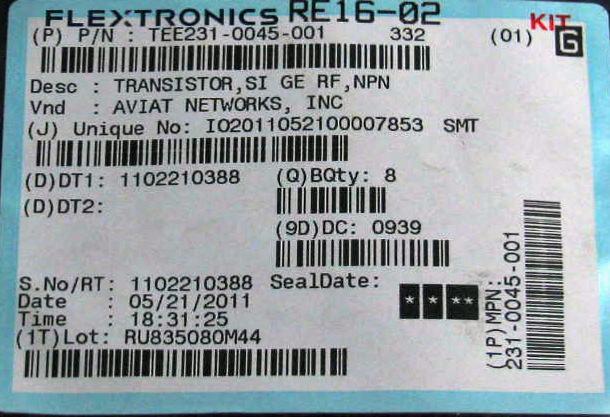 FLEXTRONICS RE16-02
KIT
(P) P/N : TEE231-0045-001 332 (01) G
Desc : TRANSISTOR,SI GE RF,NPN
Vnd : AVIAT NETWORKS, INC
(J) Unique No: IO2011052100007853 SMT
(D)DT1: 1102210388 (Q)BQty: 8
(D)DT2:
(9D)DC: 0939
S.No/RT: 1102210388 SealDate:
Date : 05/21/2011 * * **
Time : 18:31:25
(1T)Lot: RU835080M44
(1P)MPN:
231-0045-001